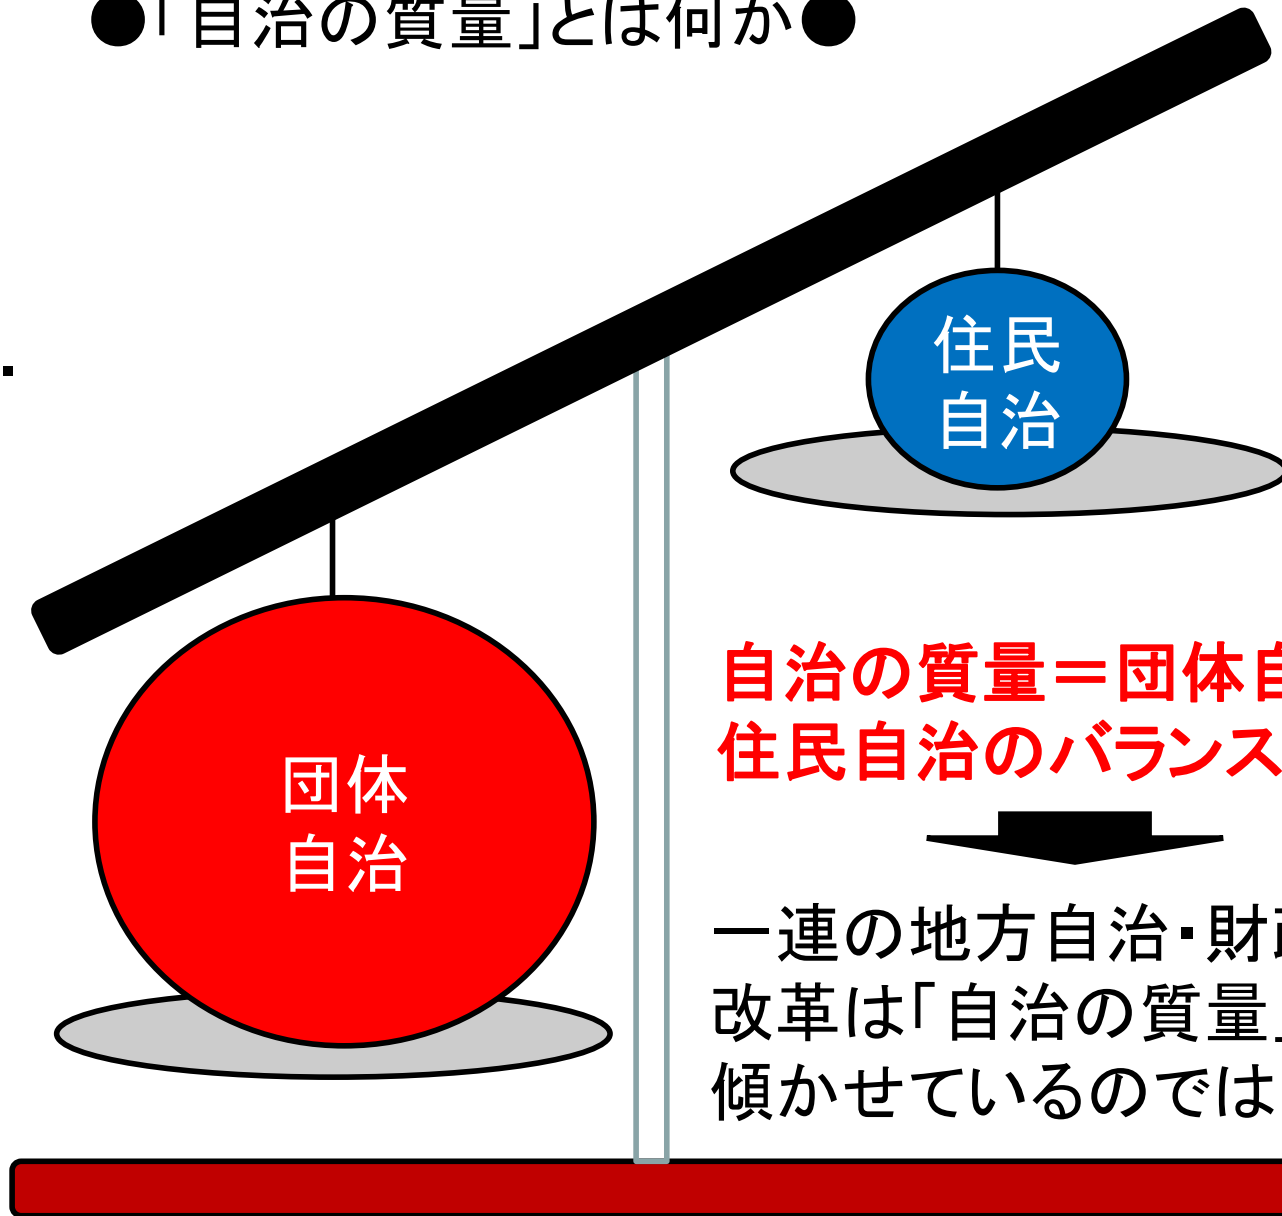 ●「自治の質量」とは何か●
住民
自治
団体
自治
自治の質量＝団体自
住民自治のバランス
一連の地方自治・財政
改革は「自治の質量」
傾かせているのでは